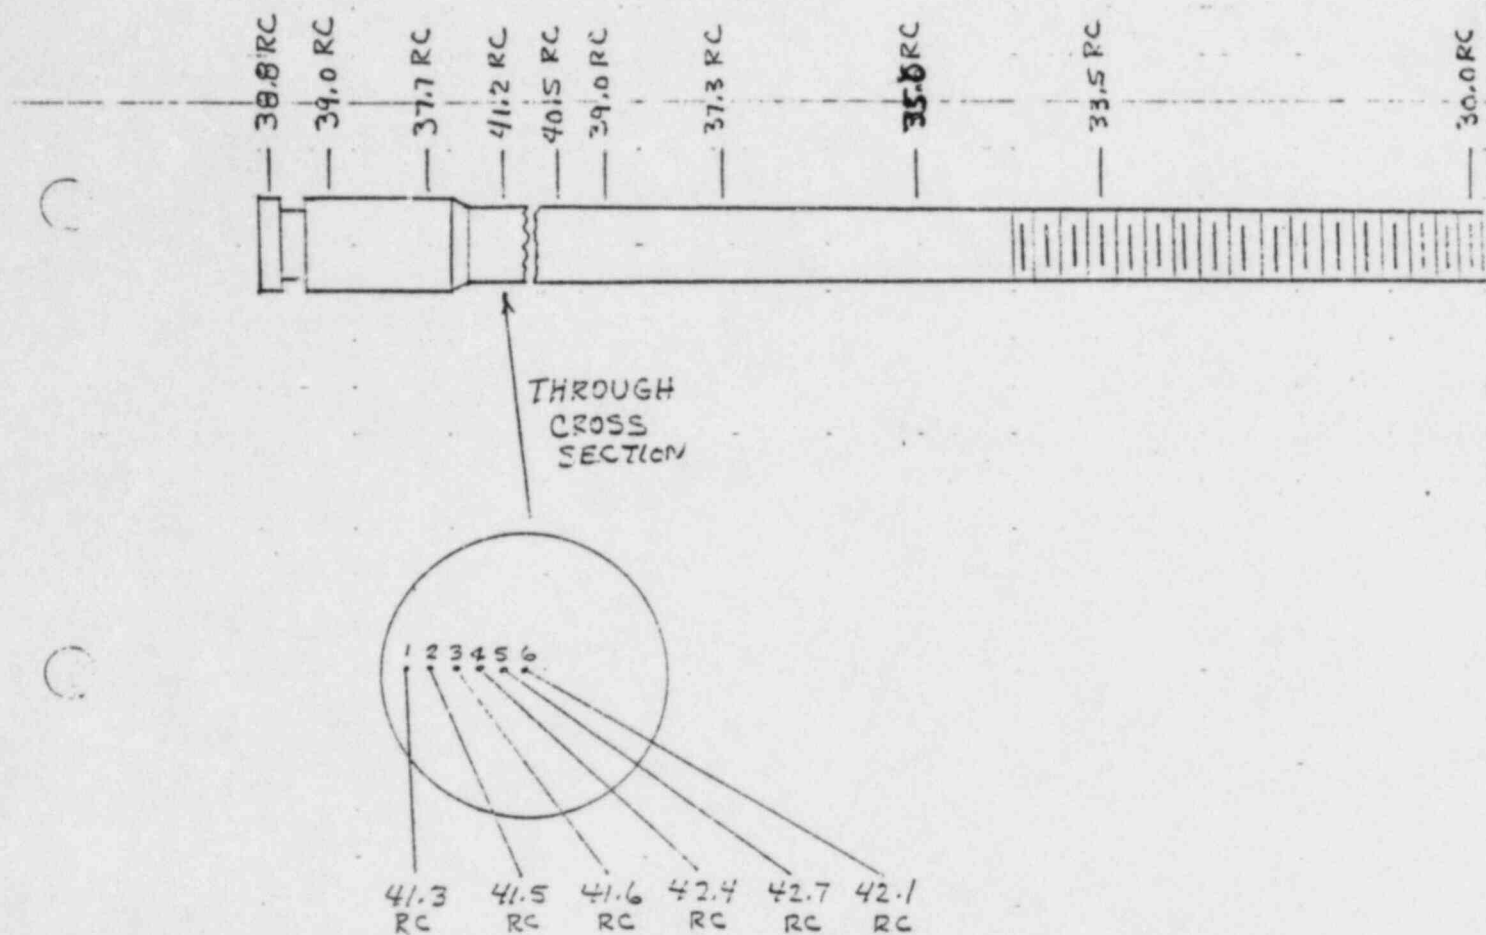 38.8 RC
39.0 RC
37.7 RC
41.2 RC
40.5 RC
39.0 RC
37.3 RC
RC
33.5 RC
30.0 RC
THROUGH
CROSS
SECTION
1 2 3 4 5 6
41.3 41.5 41.6 42.4 42.7 42.1
RC RC RC RC RC RC